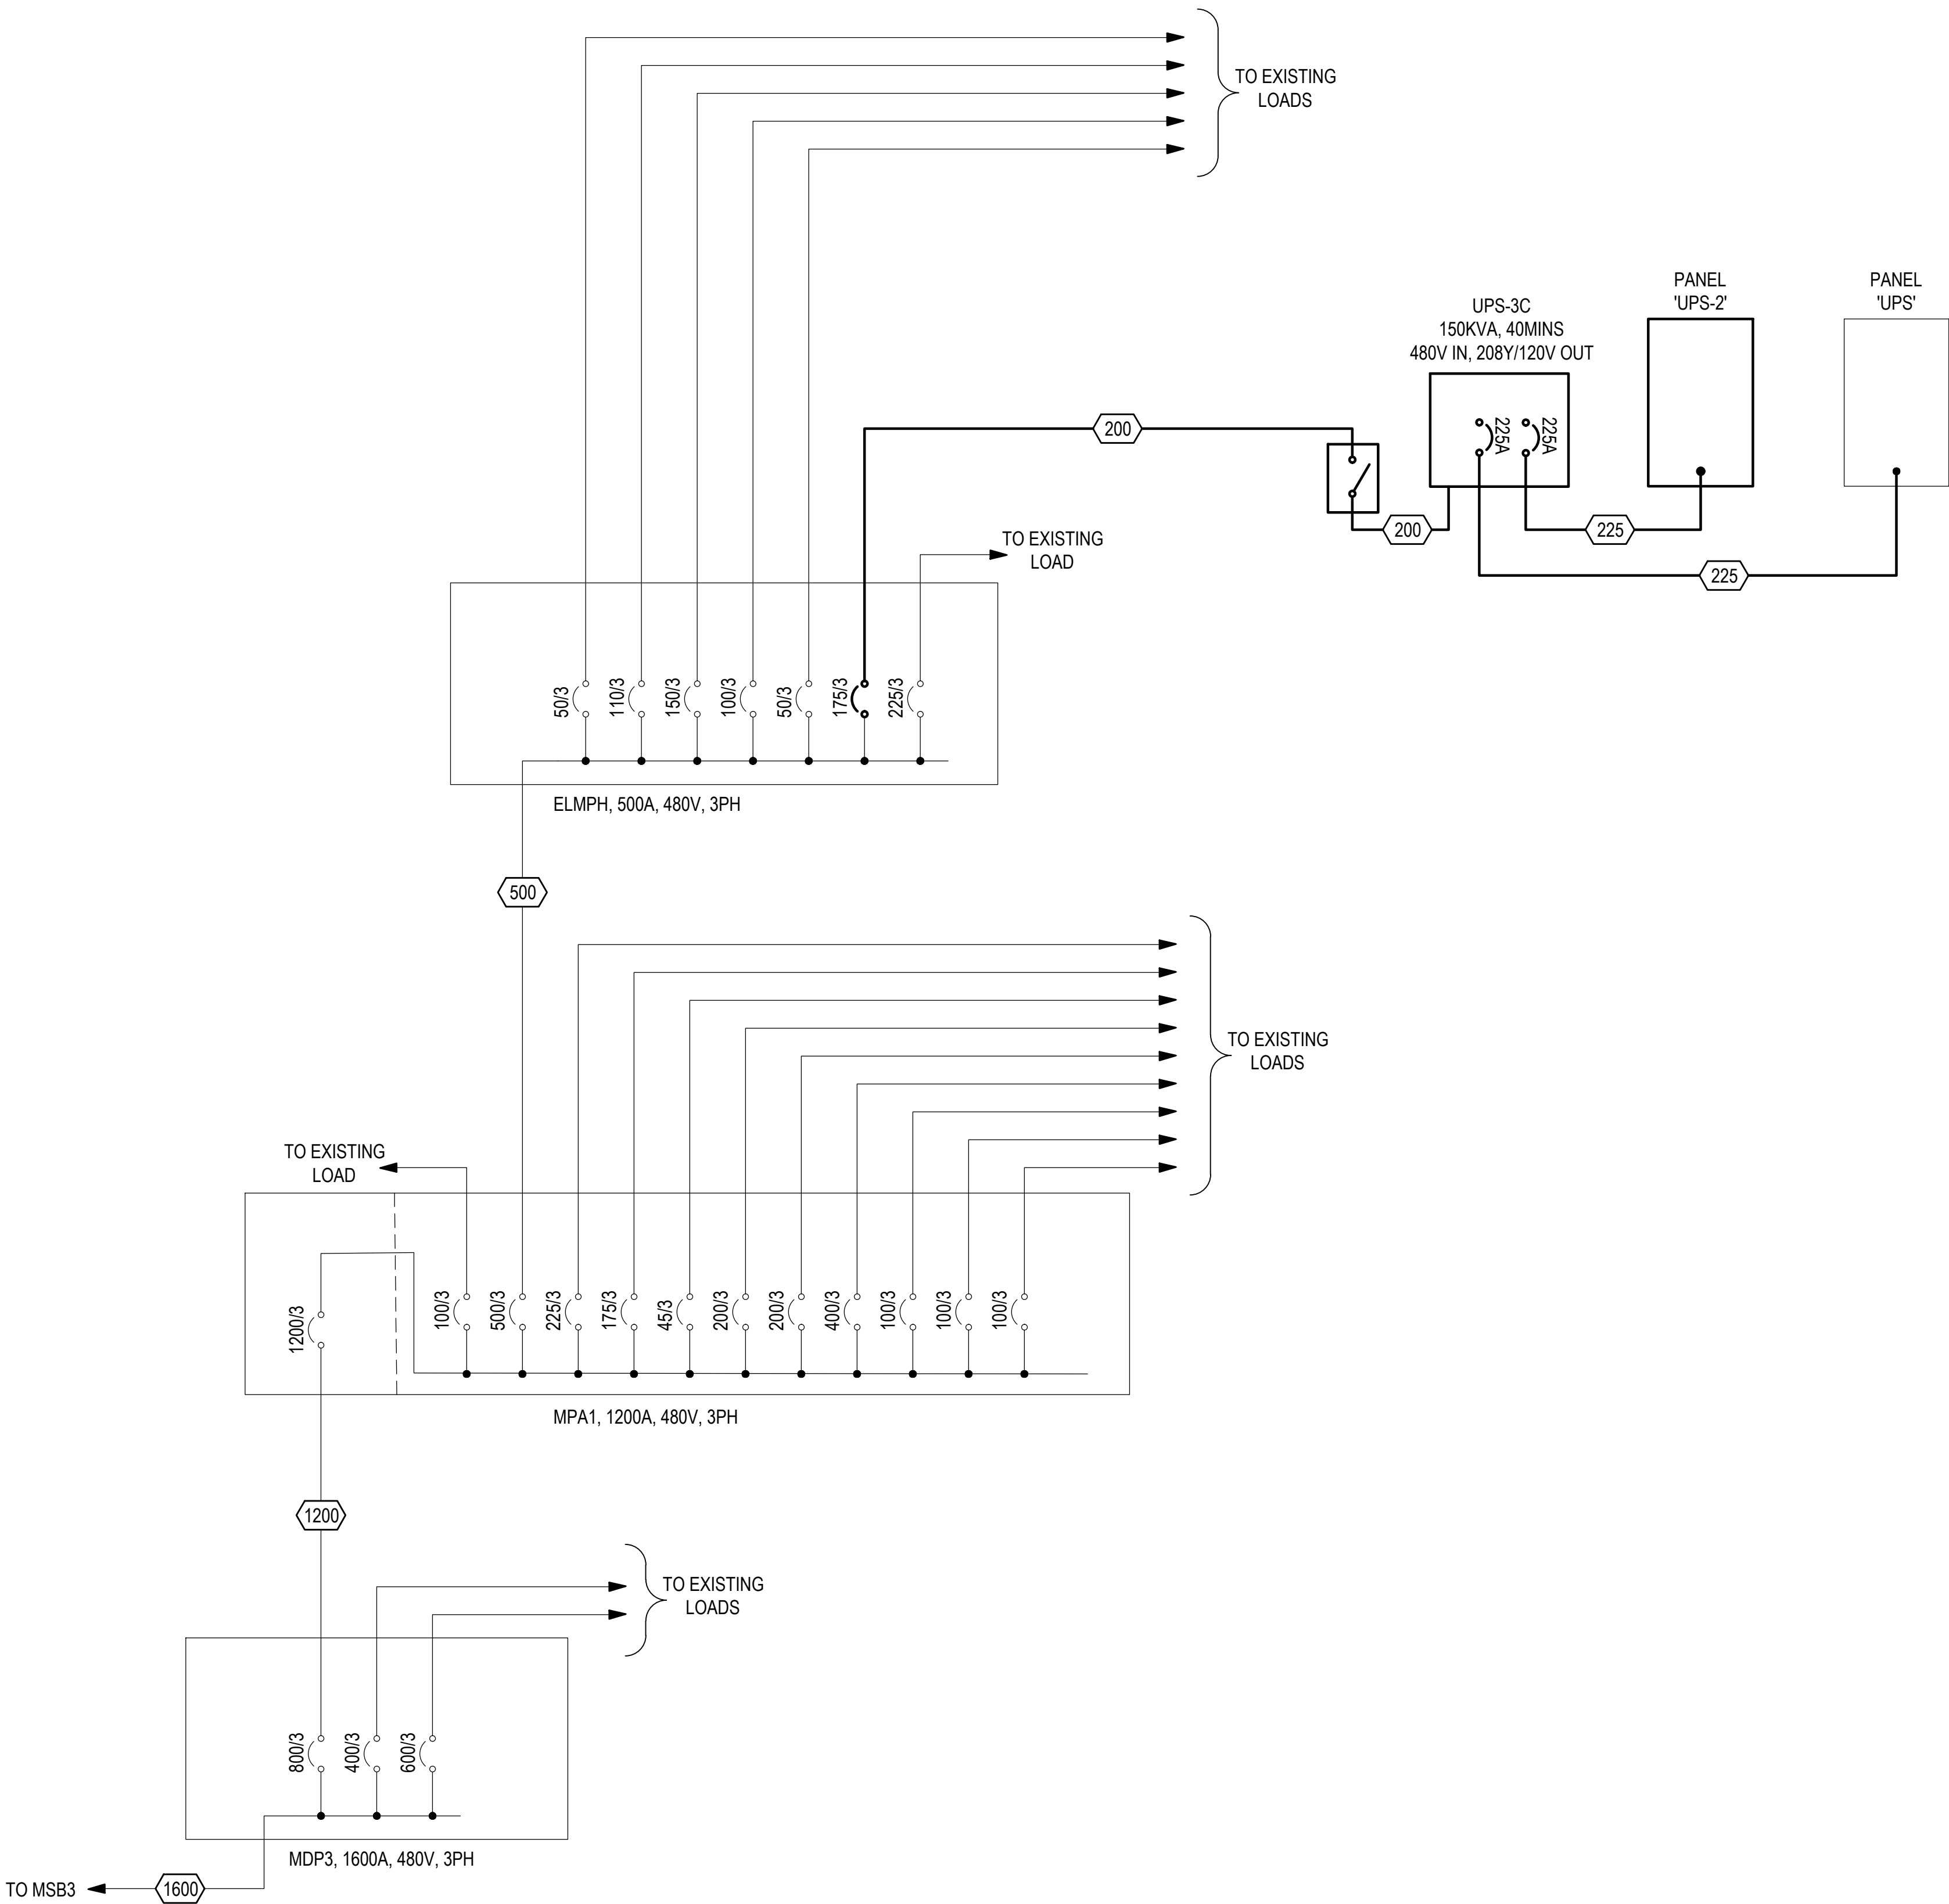 TO EXISTING
LOADS
PANEL
'UPS-2'
PANEL
'UPS'
UPS-3C
150KVA, 40MINS
480V IN, 208Y/120V OUT
225A
225A
200
200
225
225
TO EXISTING
LOAD
50/3
110/3
150/3
100/3
50/3
175/3
225/3
ELMPH, 500A, 480V, 3PH
500
TO EXISTING
LOADS
TO EXISTING
LOAD
1200/3
100/3
500/3
225/3
175/3
45/3
200/3
200/3
400/3
100/3
100/3
100/3
MPA1, 1200A, 480V, 3PH
1200
TO EXISTING
LOADS
800/3
400/3
600/3
MDP3, 1600A, 480V, 3PH
TO MSB3
1600